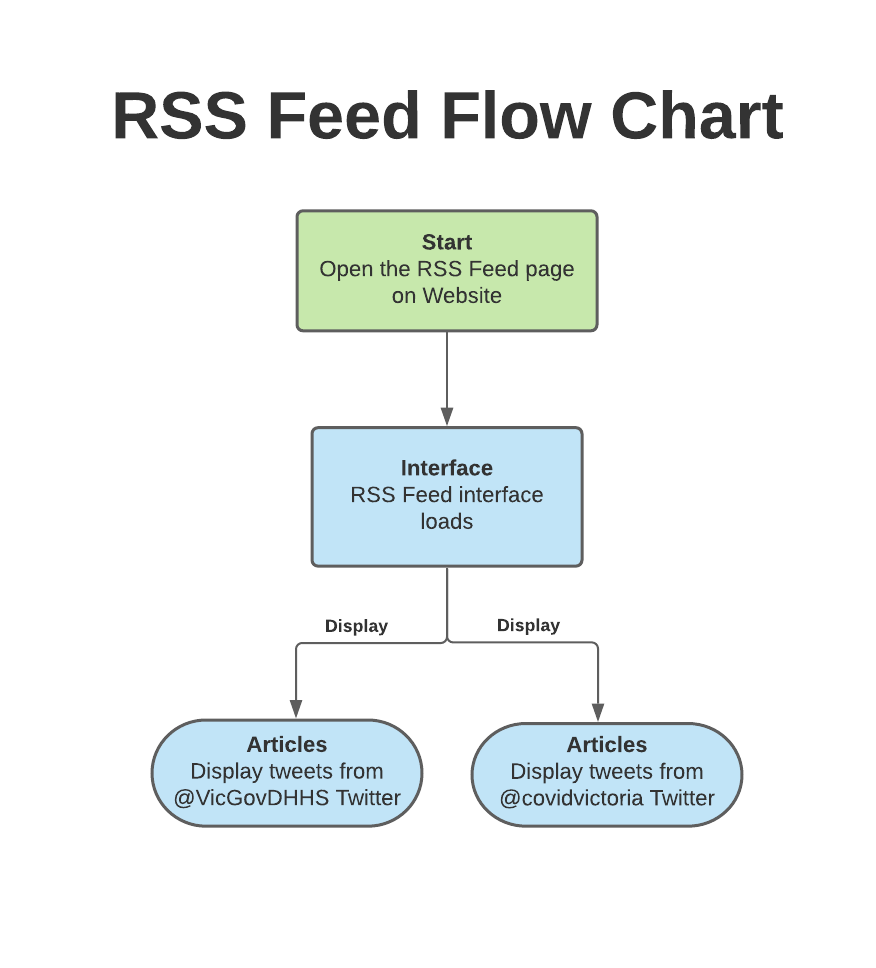 RSS Feed Flow Chart
Start
Open the RSS Feed page
on Website
Interface
RSS Feed interface
loads
Display
Display
Articles
Display tweets from
@VicGovDHHS Twitter
Articles
Display tweets from
@covidvictoria Twitter